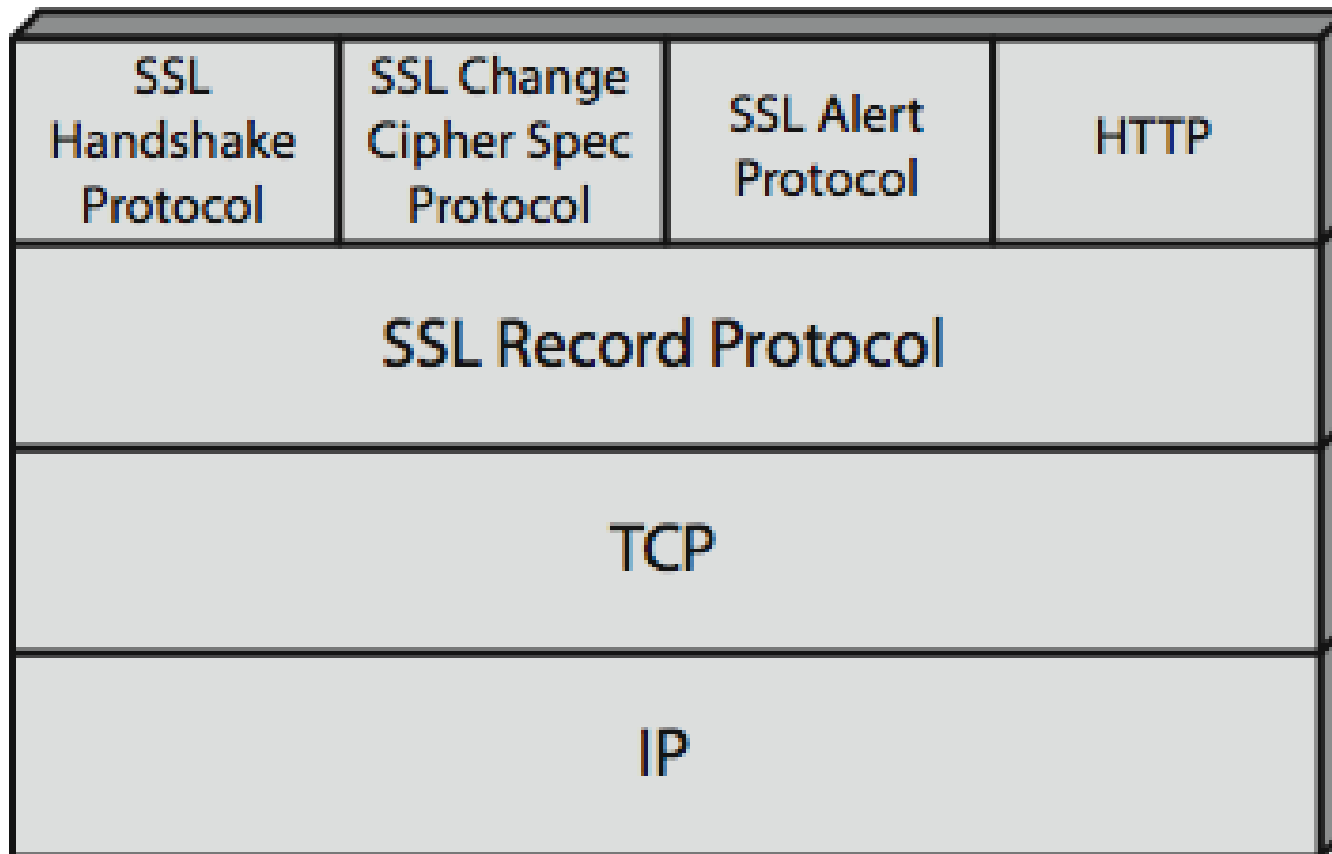 SSL
Handshake
Protocol
SSL Change
Cipher Spec
Protocol
SSL Alert
Protocol
HTTP
SSL Record Protocol
TCP
IP